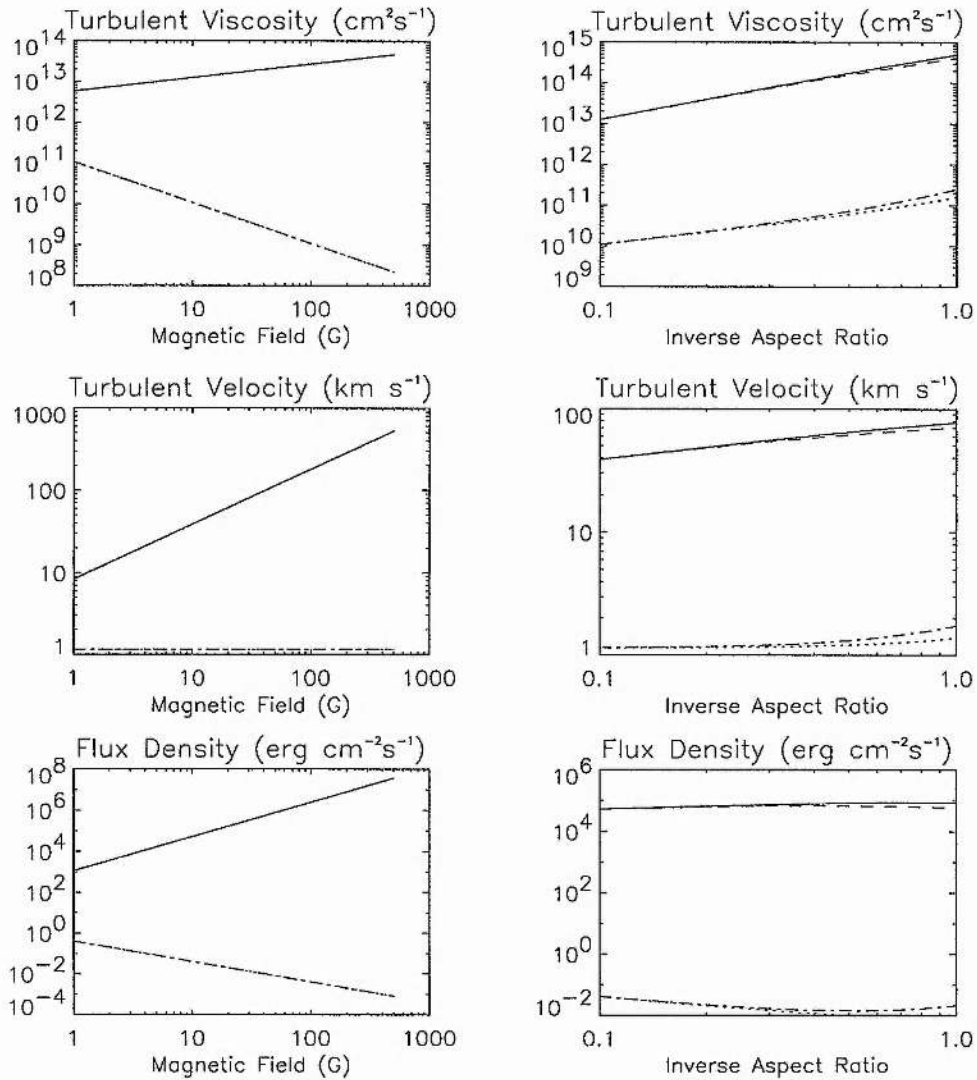 Turbulent Viscosity (cm²s⁻¹)
10¹⁴
10¹³
10¹²
10¹¹
10¹⁰
10⁹
10⁸
1 10 100 1000
Magnetic Field (G)
Turbulent Viscosity (cm²s⁻¹)
10¹⁵
10¹⁴
10¹³
10¹²
10¹¹
10¹⁰
10⁹
0.1 1.0
Inverse Aspect Ratio
Turbulent Velocity (km s⁻¹)
1000
100
10
1
1 10 100 1000
Magnetic Field (G)
Turbulent Velocity (km s⁻¹)
100
10
1
0.1 1.0
Inverse Aspect Ratio
Flux Density (erg cm⁻²s⁻¹)
10⁸
10⁶
10⁴
10²
10⁰
10⁻²
10⁻⁴
1 10 100 1000
Magnetic Field (G)
Flux Density (erg cm⁻²s⁻¹)
10⁶
10⁴
10²
10⁰
10⁻²
0.1 1.0
Inverse Aspect Ratio